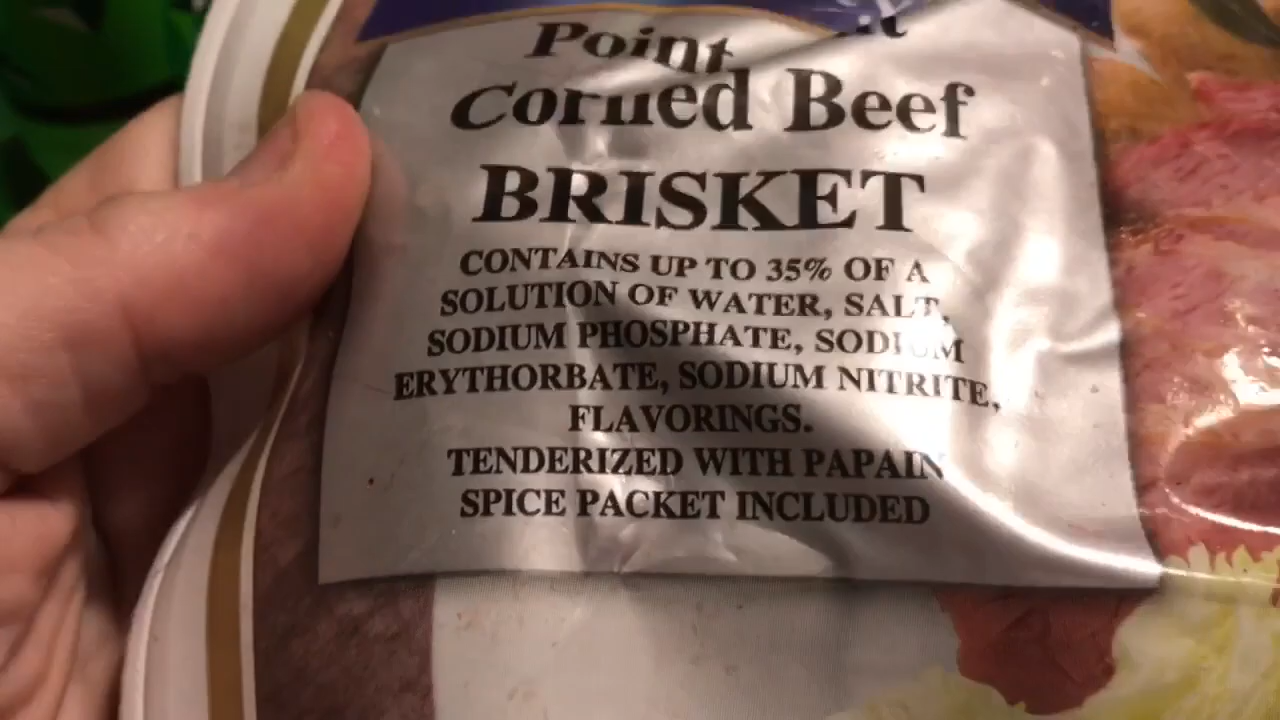 Point
Corned Beef
BRISKET
CONTAINS UP TO 35% OF A
SOLUTION OF WATER, SALT,
SODIUM PHOSPHATE, SODIUM
ERYTHORBATE, SODIUM NITRITE,
FLAVORINGS.
TENDERIZED WITH PAPAIN
SPICE PACKET INCLUDED